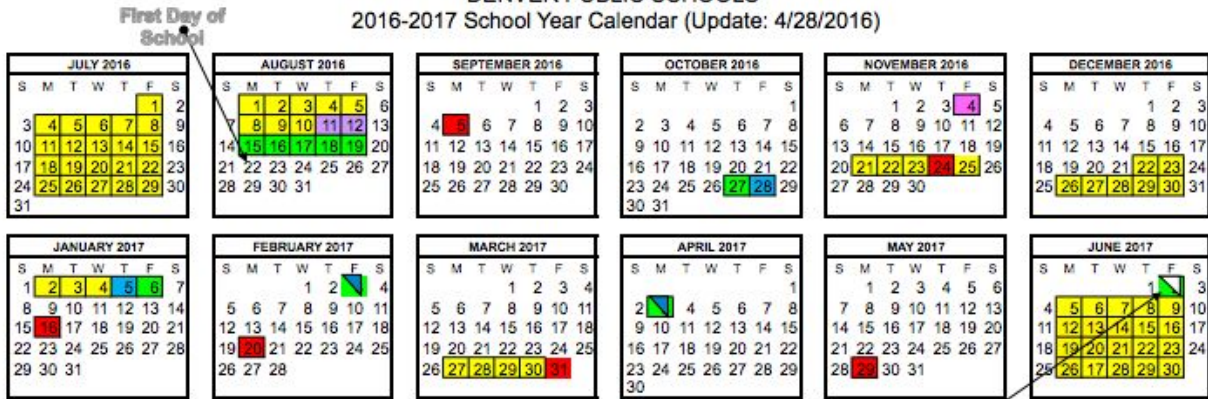 DENVER PUBLIC SCHOOLS
2016-2017 School Year Calendar (Update: 4/28/2016)
First Day of
School
JULY 2016
S M T W T F S
1 2
3 4 5 6 7 8 9
10 11 12 13 14 15 16
17 18 19 20 21 22 23
24 25 26 27 28 29 30
31
AUGUST 2016
S M T W T F S
1 2 3 4 5 6
7 8 9 10 11 12 13
14 15 16 17 18 19 20
21 22 23 24 25 26 27
28 29 30 31
SEPTEMBER 2016
S M T W T F S
1 2 3
4 5 6 7 8 9 10
11 12 13 14 15 16 17
18 19 20 21 22 23 24
25 26 27 28 29 30
OCTOBER 2016
S M T W T F S
1
2 3 4 5 6 7 8
9 10 11 12 13 14 15
16 17 18 19 20 21 22
23 24 25 26 27 28 29
30 31
NOVEMBER 2016
S M T W T F S
1 2 3 4 5
6 7 8 9 10 11 12
13 14 15 16 17 18 19
20 21 22 23 24 25 26
27 28 29 30
DECEMBER 2016
S M T W T F S
1 2 3
4 5 6 7 8 9 10
11 12 13 14 15 16 17
18 19 20 21 22 23 24
25 26 27 28 29 30 31
JANUARY 2017
S M T W T F S
1 2 3 4 5 6 7
8 9 10 11 12 13 14
15 16 17 18 19 20 21
22 23 24 25 26 27 28
29 30 31
FEBRUARY 2017
S M T W T F S
1 2 4
5 6 7 8 9 10 11
12 13 14 15 16 17 18
19 20 21 22 23 24 25
26 27 28
MARCH 2017
S M T W T F S
1 2 3 4
5 6 7 8 9 10 11
12 13 14 15 16 17 18
19 20 21 22 23 24 25
26 27 28 29 30 31
APRIL 2017
S M T W T F S
1
2 4 5 6 7 8
9 10 11 12 13 14 15
16 17 18 19 20 21 22
23 24 25 26 27 28 29
30
MAY 2017
S M T W T F S
1 2 3 4 5 6
7 8 9 10 11 12 13
14 15 16 17 18 19 20
21 22 23 24 25 26 27
28 29 30 31
JUNE 2017
S M T W T F S
1 3
4 5 6 7 8 9 10
11 12 13 14 15 16 17
18 19 20 21 22 23 24
25 26 17 28 29 30